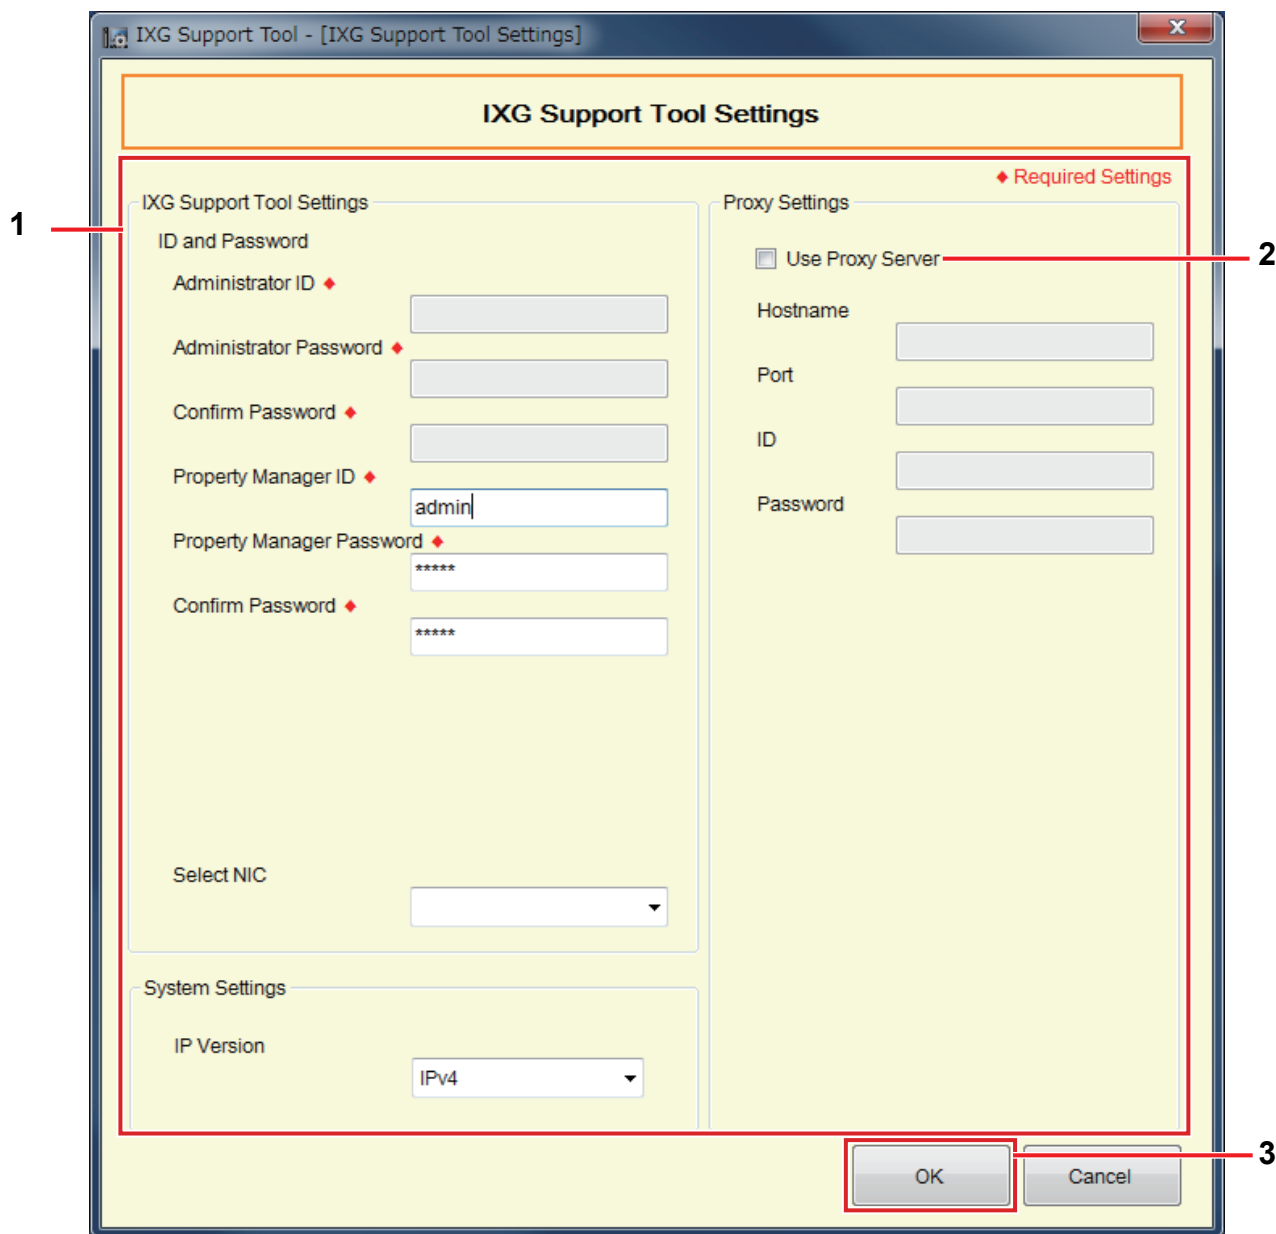 IXG Support Tool - [IXG Support Tool Settings]
x
IXG Support Tool Settings
◆ Required Settings
1
IXG Support Tool Settings
ID and Password
Administrator ID ◆
Administrator Password ◆
Confirm Password ◆
Property Manager ID ◆
admin
Property Manager Password ◆
*****
Confirm Password ◆
*****
Select NIC
System Settings
IP Version
IPv4
Proxy Settings
Use Proxy Server
2
Hostname
Port
ID
Password
OK
Cancel
3